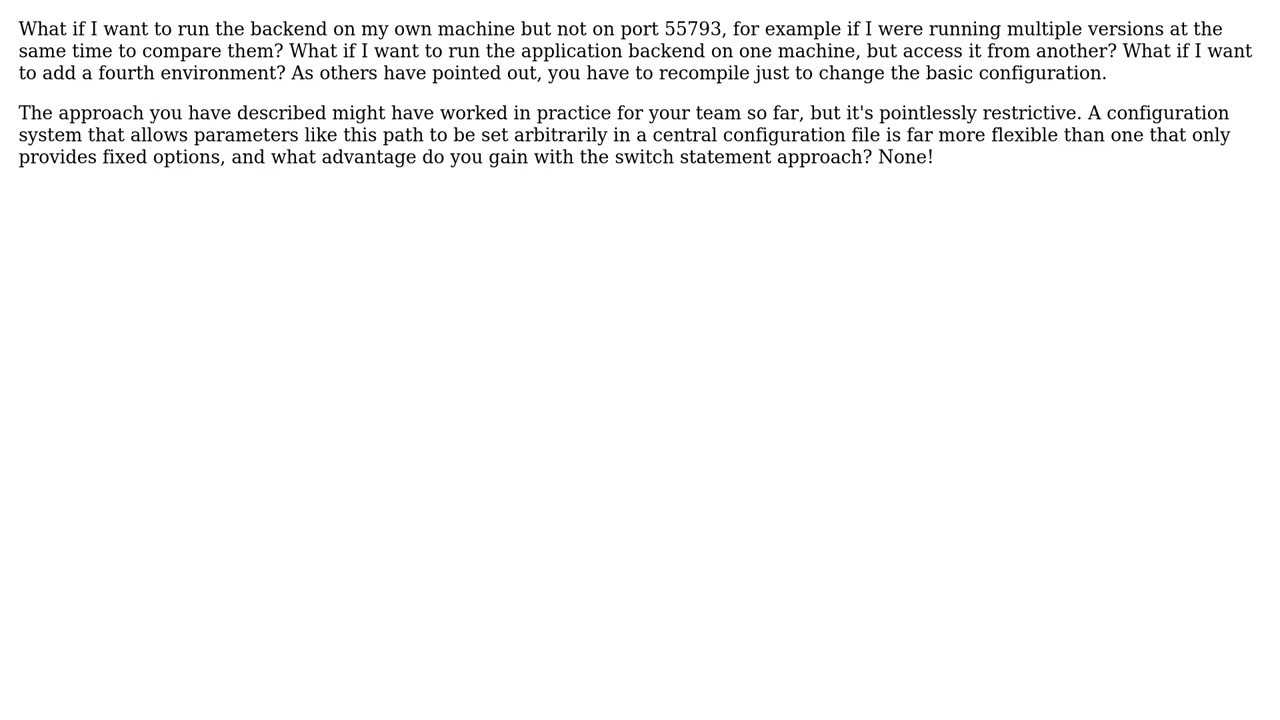 What if I want to run the backend on my own machine but not on port 55793, for example if I were running multiple versions at the
same time to compare them? What if I want to run the application backend on one machine, but access it from another? What if I want
to add a fourth environment? As others have pointed out, you have to recompile just to change the basic configuration.
The approach you have described might have worked in practice for your team so far, but it's pointlessly restrictive. A configuration
system that allows parameters like this path to be set arbitrarily in a central configuration file is far more flexible than one that only
provides fixed options, and what advantage do you gain with the switch statement approach? None!